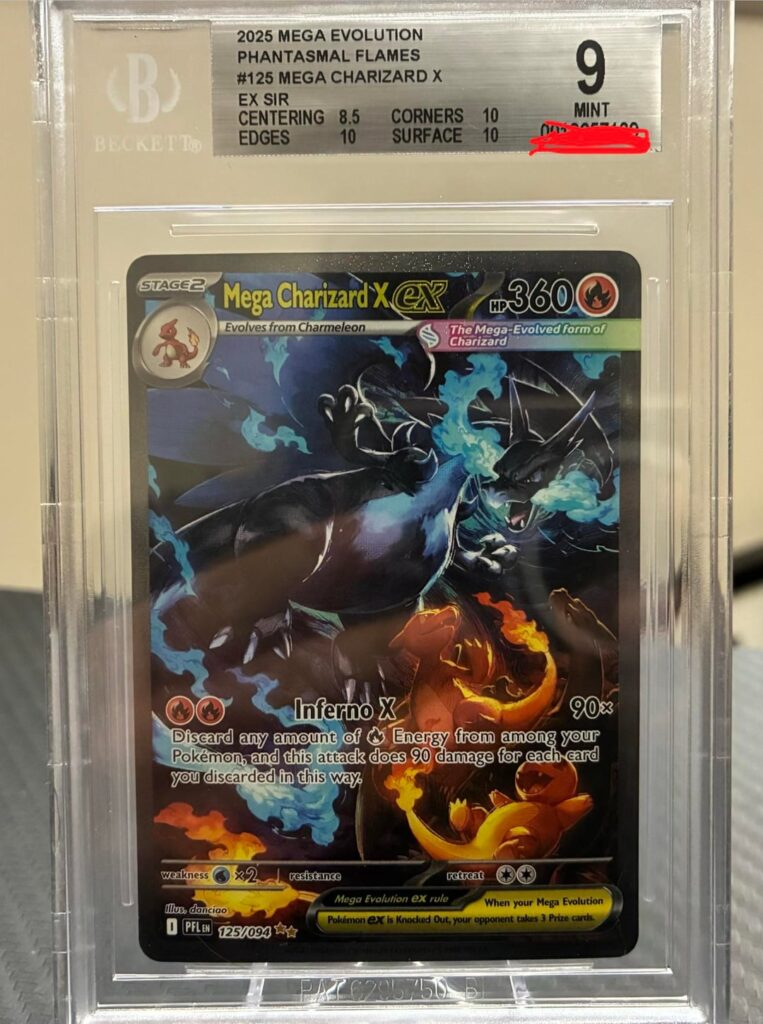 2025 MEGA EVOLUTION
PHANTASMAL FLAMES
#125 MEGA CHARIZARD X
EX SIR
CENTERING 8.5 CORNERS 10
EDGES 10 SURFACE 10
9
MINT
B
BECKETT®
STAGE2
Mega Charizard X ex
HP360
Evolves from Charmeleon
The Mega-Evolved form of
Charizard
Inferno X 90×
Discard any amount of Energy from among your
Pokémon, and this attack does 90 damage for each card
you discarded in this way.
weakness ×2 resistance retreat
Mega Evolution ex rule
When your Mega Evolution
Pokémon ex is Knocked Out, your opponent takes 3 Prize cards.
Illus. danciao
I PFL EN 125/094